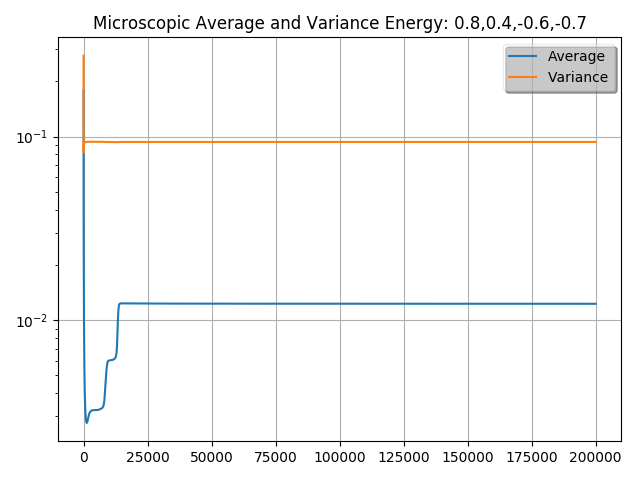 Microscopic Average and Variance Energy: 0.8,0.4,-0.6,-0.7
Average
Variance
10⁻¹
10⁻²
0 25000 50000 75000 100000 125000 150000 175000 200000